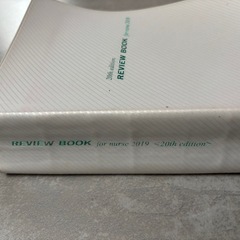 20th edition
REVIEW BOOK for nurse 2019
REVIEW BOOK for nurse 2019 ~20th edition~